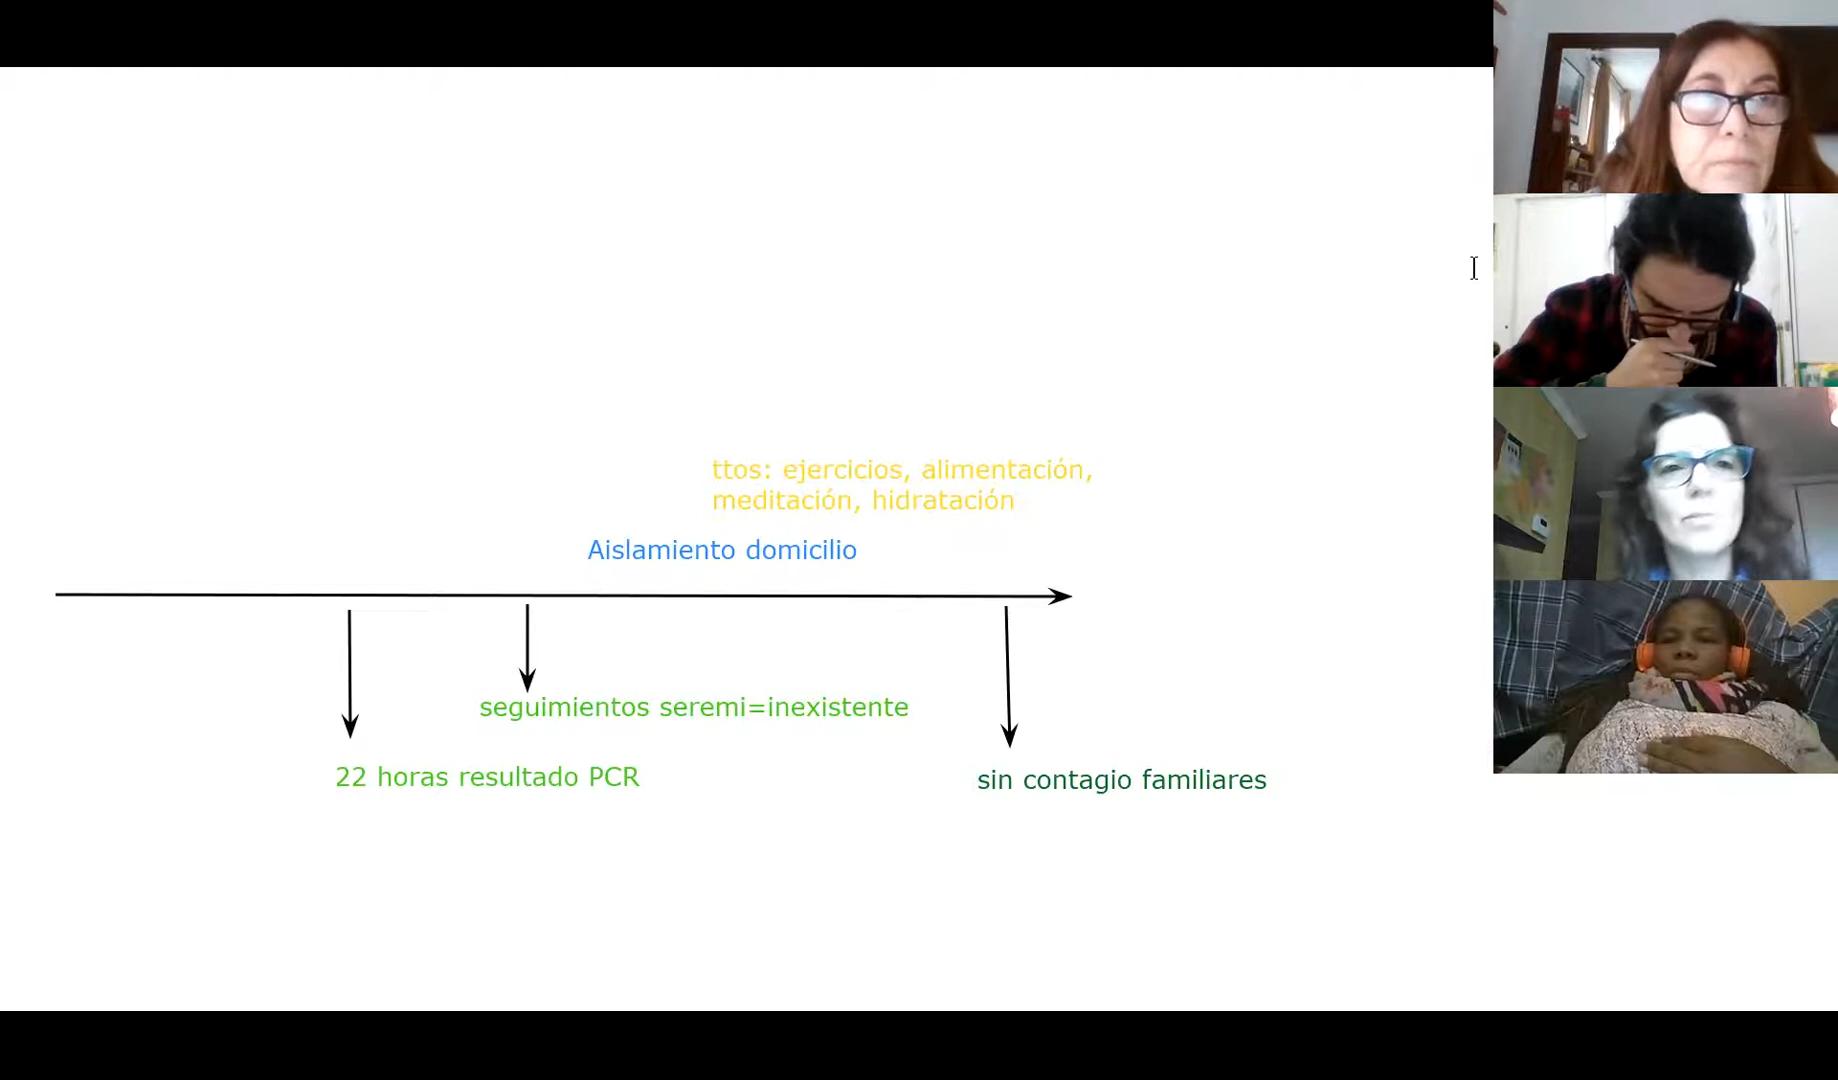 ttos: ejercicios, alimentación,
meditación, hidratación
Aislamiento domicilio
seguimientos seremi=inexistente
22 horas resultado PCR
sin contagio familiares